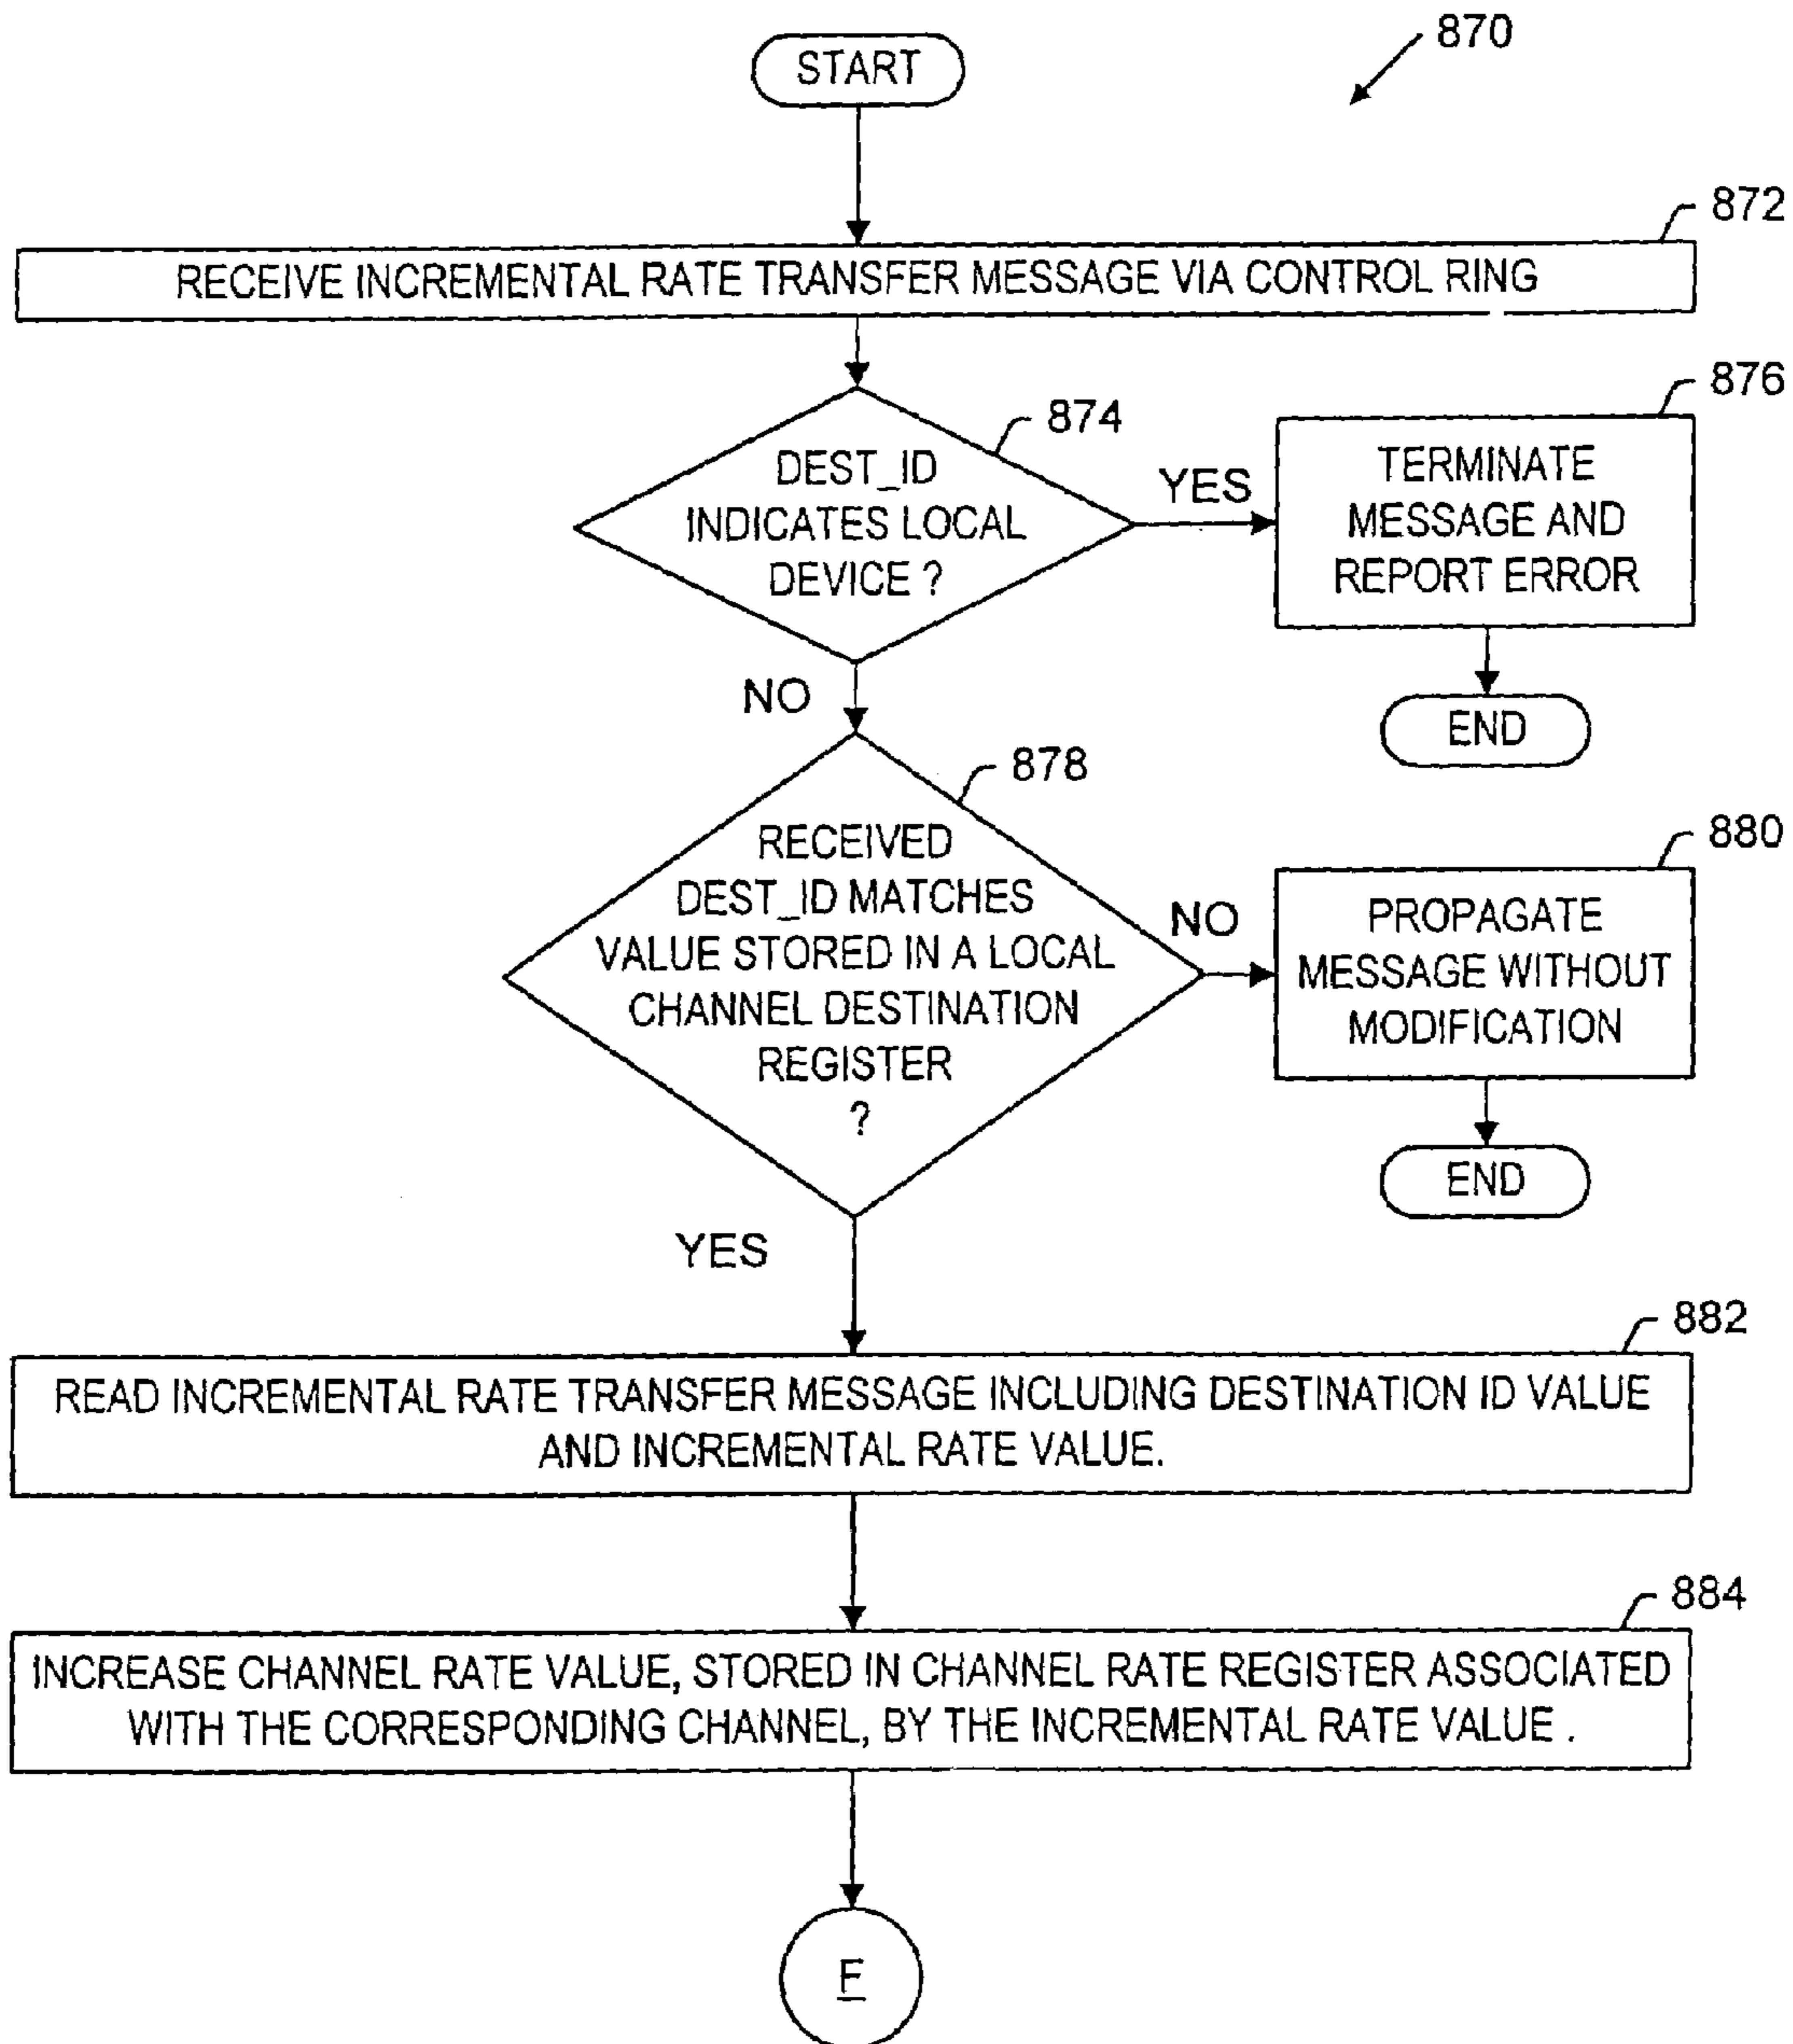 870
START
872
RECEIVE INCREMENTAL RATE TRANSFER MESSAGE VIA CONTROL RING
874
DEST_ID
INDICATES LOCAL
DEVICE ?
YES
876
TERMINATE
MESSAGE AND
REPORT ERROR
END
NO
878
RECEIVED
DEST_ID MATCHES
VALUE STORED IN A LOCAL
CHANNEL DESTINATION
REGISTER
?
NO
880
PROPAGATE
MESSAGE WITHOUT
MODIFICATION
END
YES
882
READ INCREMENTAL RATE TRANSFER MESSAGE INCLUDING DESTINATION ID VALUE
AND INCREMENTAL RATE VALUE.
884
INCREASE CHANNEL RATE VALUE, STORED IN CHANNEL RATE REGISTER ASSOCIATED
WITH THE CORRESPONDING CHANNEL, BY THE INCREMENTAL RATE VALUE .
F